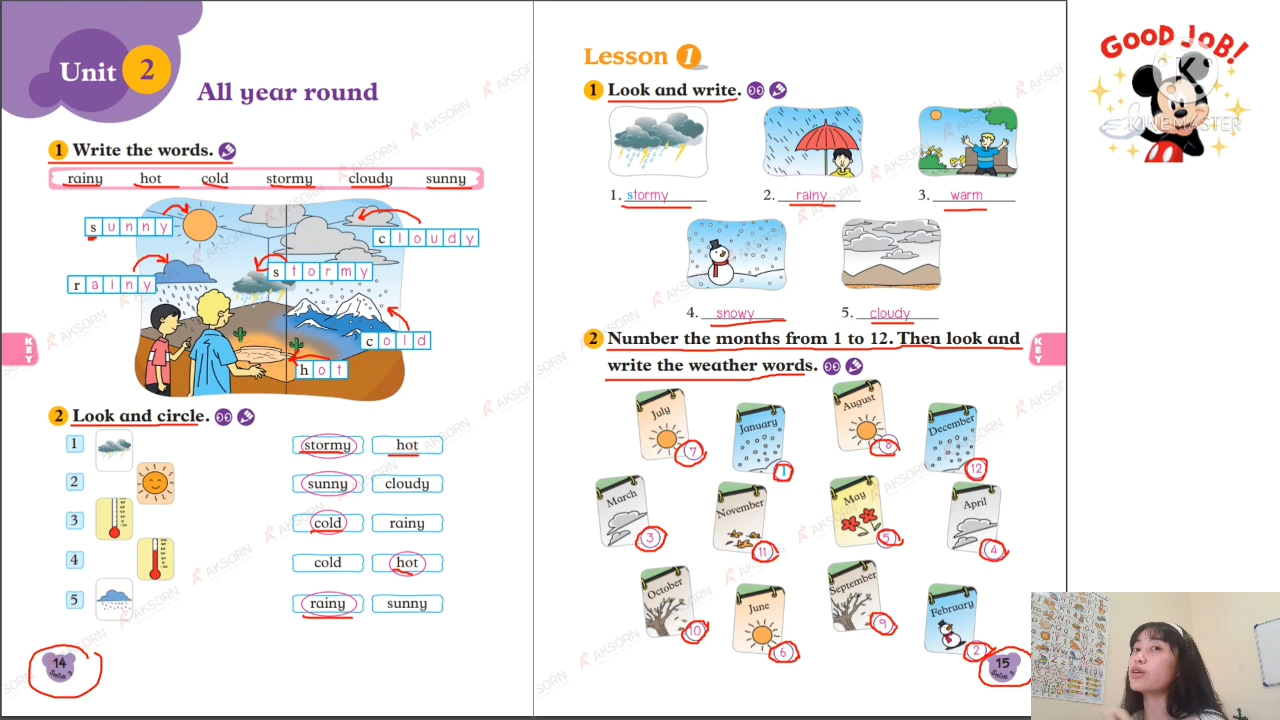 Unit 2
All year round
1 Write the words.
rainy hot cold stormy cloudy sunny
sunny
cloudy
stormy
rainy
cold
hot
2 Look and circle.
1 stormy hot
2 sunny cloudy
3 cold rainy
4 cold hot
5 rainy sunny
14
Smile
KEY
Lesson 1
1 Look and write.
1. stormy 2. rainy 3. warm
4. snowy 5. cloudy
2 Number the months from 1 to 12. Then look and
write the weather words.
July 7
January 1
August 8
December 12
March 3
November 11
May 5
April 4
October 10
June 6
September 9
February 2
15
Smile
KEY
AKSORN
GOOD JOB!
KINEMASTER